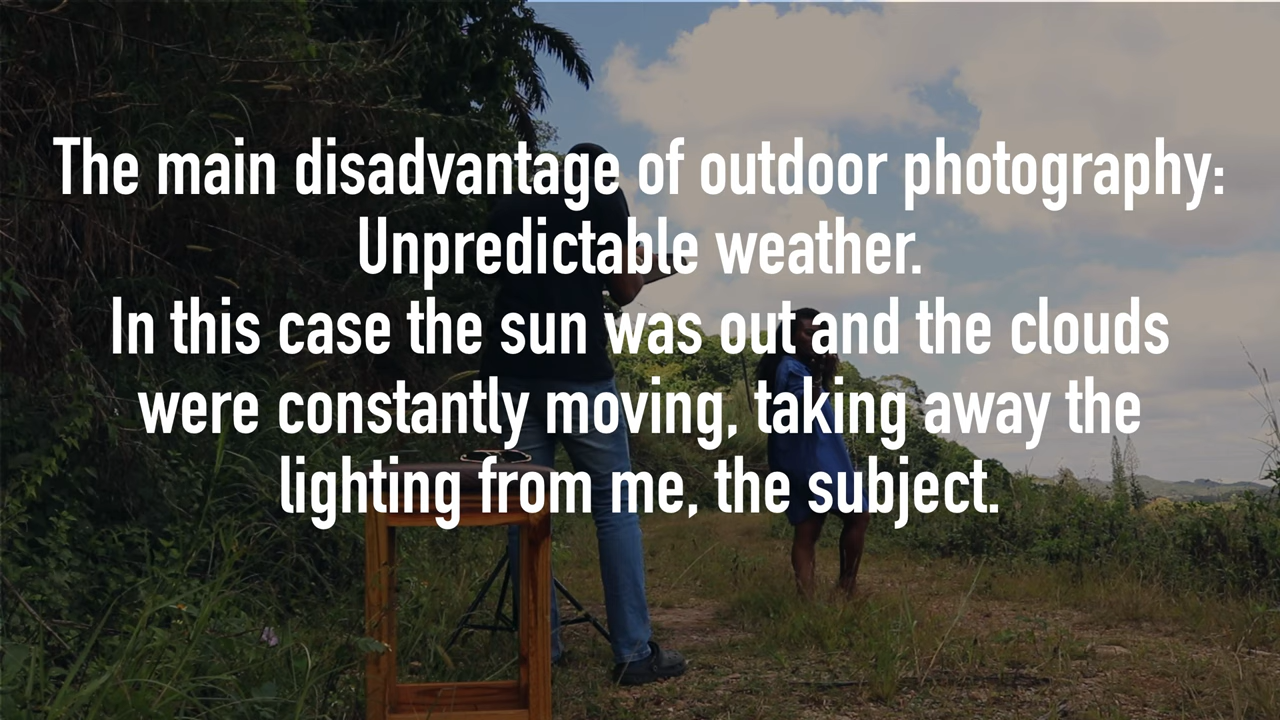 The main disadvantage of outdoor photography:
Unpredictable weather.
In this case the sun was out and the clouds
were constantly moving, taking away the
lighting from me, the subject.